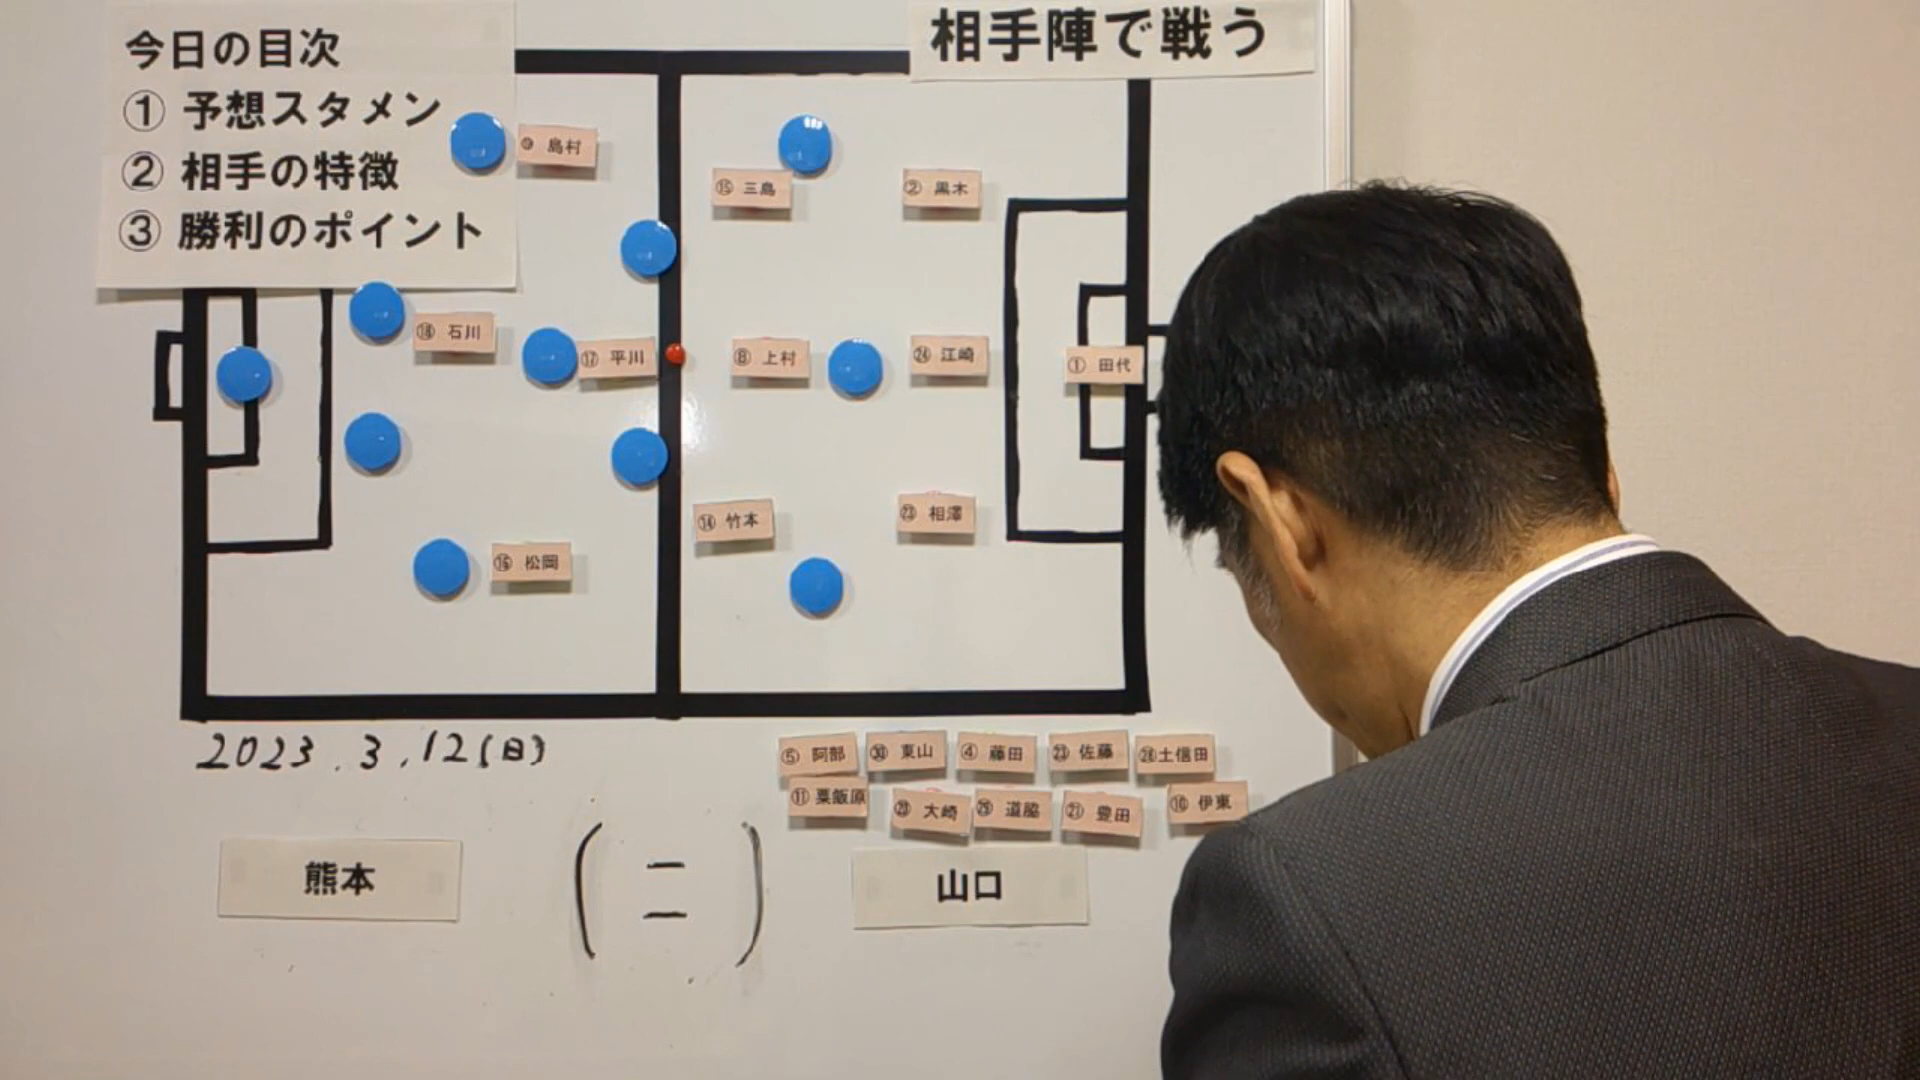 今日の目次
① 予想スタメン
② 相手の特徴
③ 勝利のポイント
相手陣で戦う
島村
⑮ 三島
② 黒木
⑱ 石川
⑰ 平川
⑧ 上村
㉔ 江崎
① 田代
⑭ 竹本
㉓ 相澤
⑯ 松岡
2023.3.12(日)
⑤ 阿部
㉚ 東山
④ 藤田
佐藤
㉘ 土信田
⑪ 粟飯原
大崎
道脇
豊田
⑩ 伊東
熊本
( = )
山口